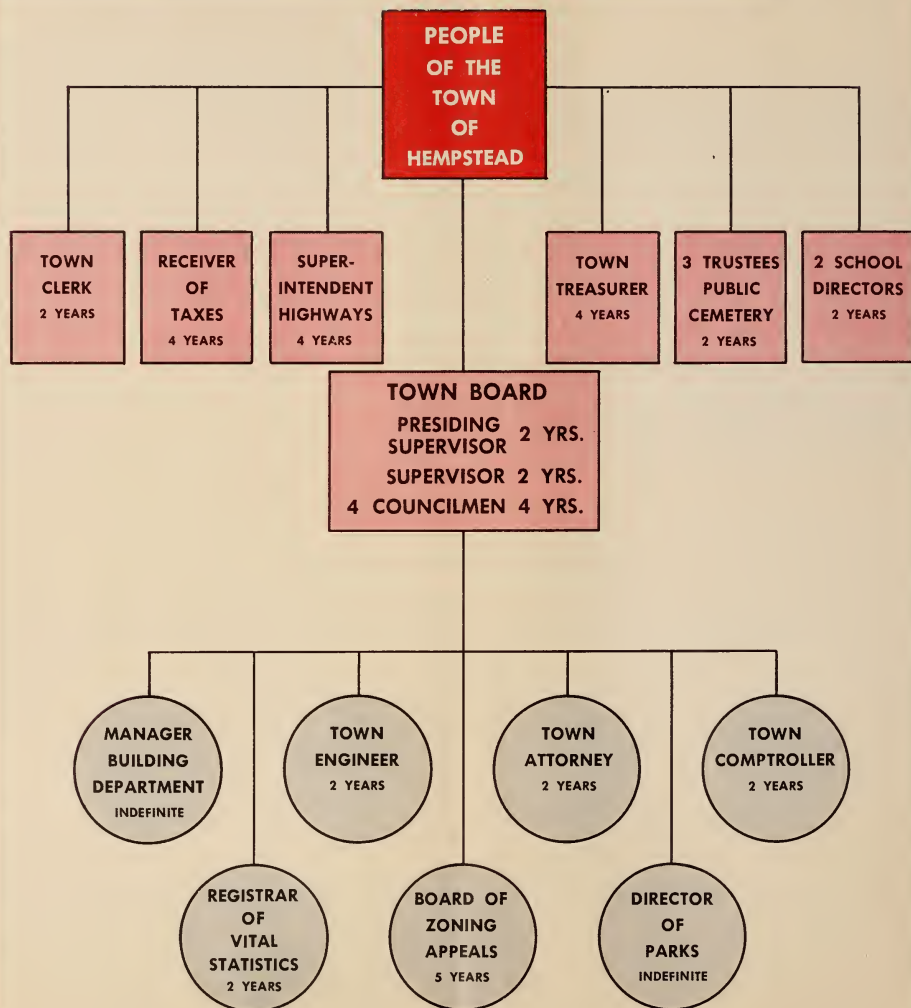 PEOPLE
OF THE
TOWN
OF
HEMPSTEAD
TOWN
CLERK
2 YEARS
RECEIVER
OF
TAXES
4 YEARS
SUPER-
INTENDENT
HIGHWAYS
4 YEARS
TOWN
TREASURER
4 YEARS
3 TRUSTEES
PUBLIC
CEMETERY
2 YEARS
2 SCHOOL
DIRECTORS
2 YEARS
TOWN BOARD
PRESIDING
SUPERVISOR 2 YRS.
SUPERVISOR 2 YRS.
4 COUNCILMEN 4 YRS.
MANAGER
BUILDING
DEPARTMENT
INDEFINITE
TOWN
ENGINEER
2 YEARS
TOWN
ATTORNEY
2 YEARS
TOWN
COMPTROLLER
2 YEARS
REGISTRAR
OF
VITAL
STATISTICS
2 YEARS
BOARD OF
ZONING
APPEALS
5 YEARS
DIRECTOR
OF
PARKS
INDEFINITE